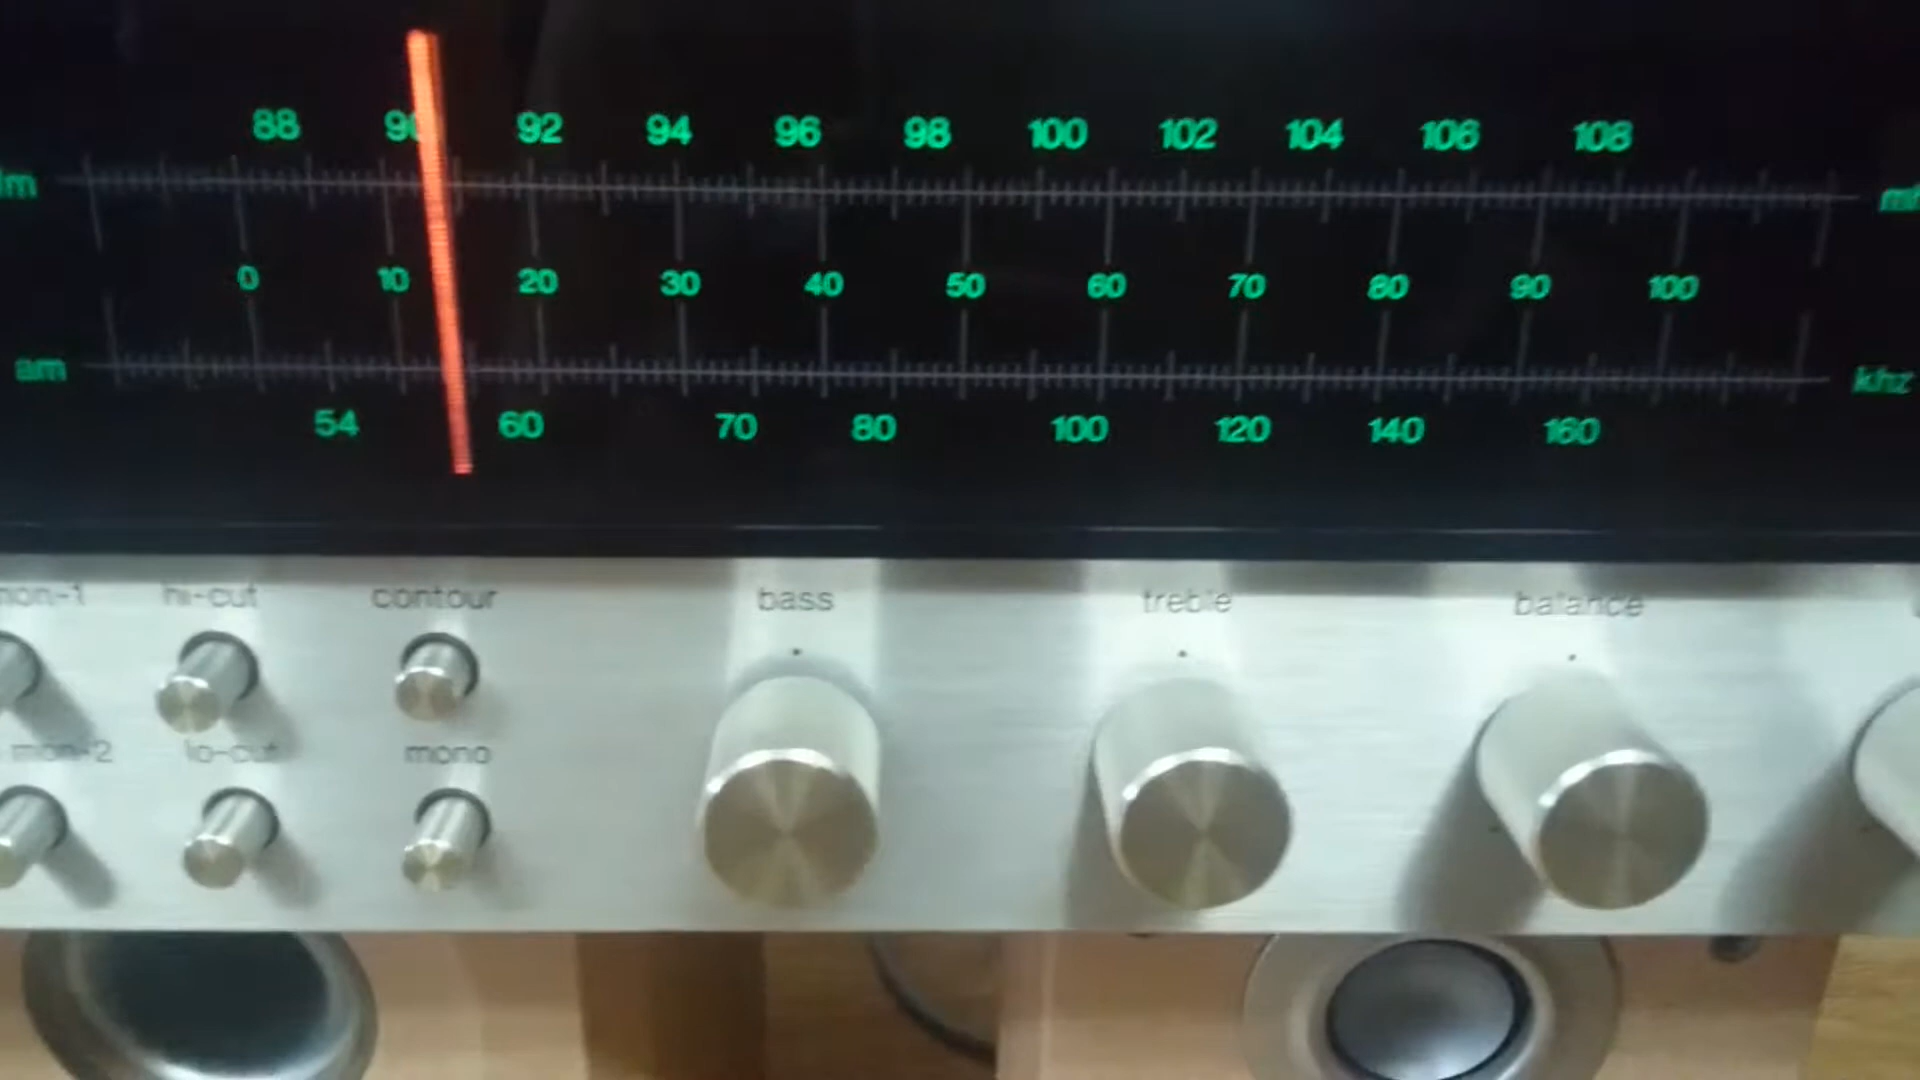 88 90 92 94 96 98 100 102 104 106 108
0 10 20 30 40 50 60 70 80 90 100
am khz
54 60 70 80 100 120 140 160
hi-cut contour bass treble balance
mon-2 lo-cut mono